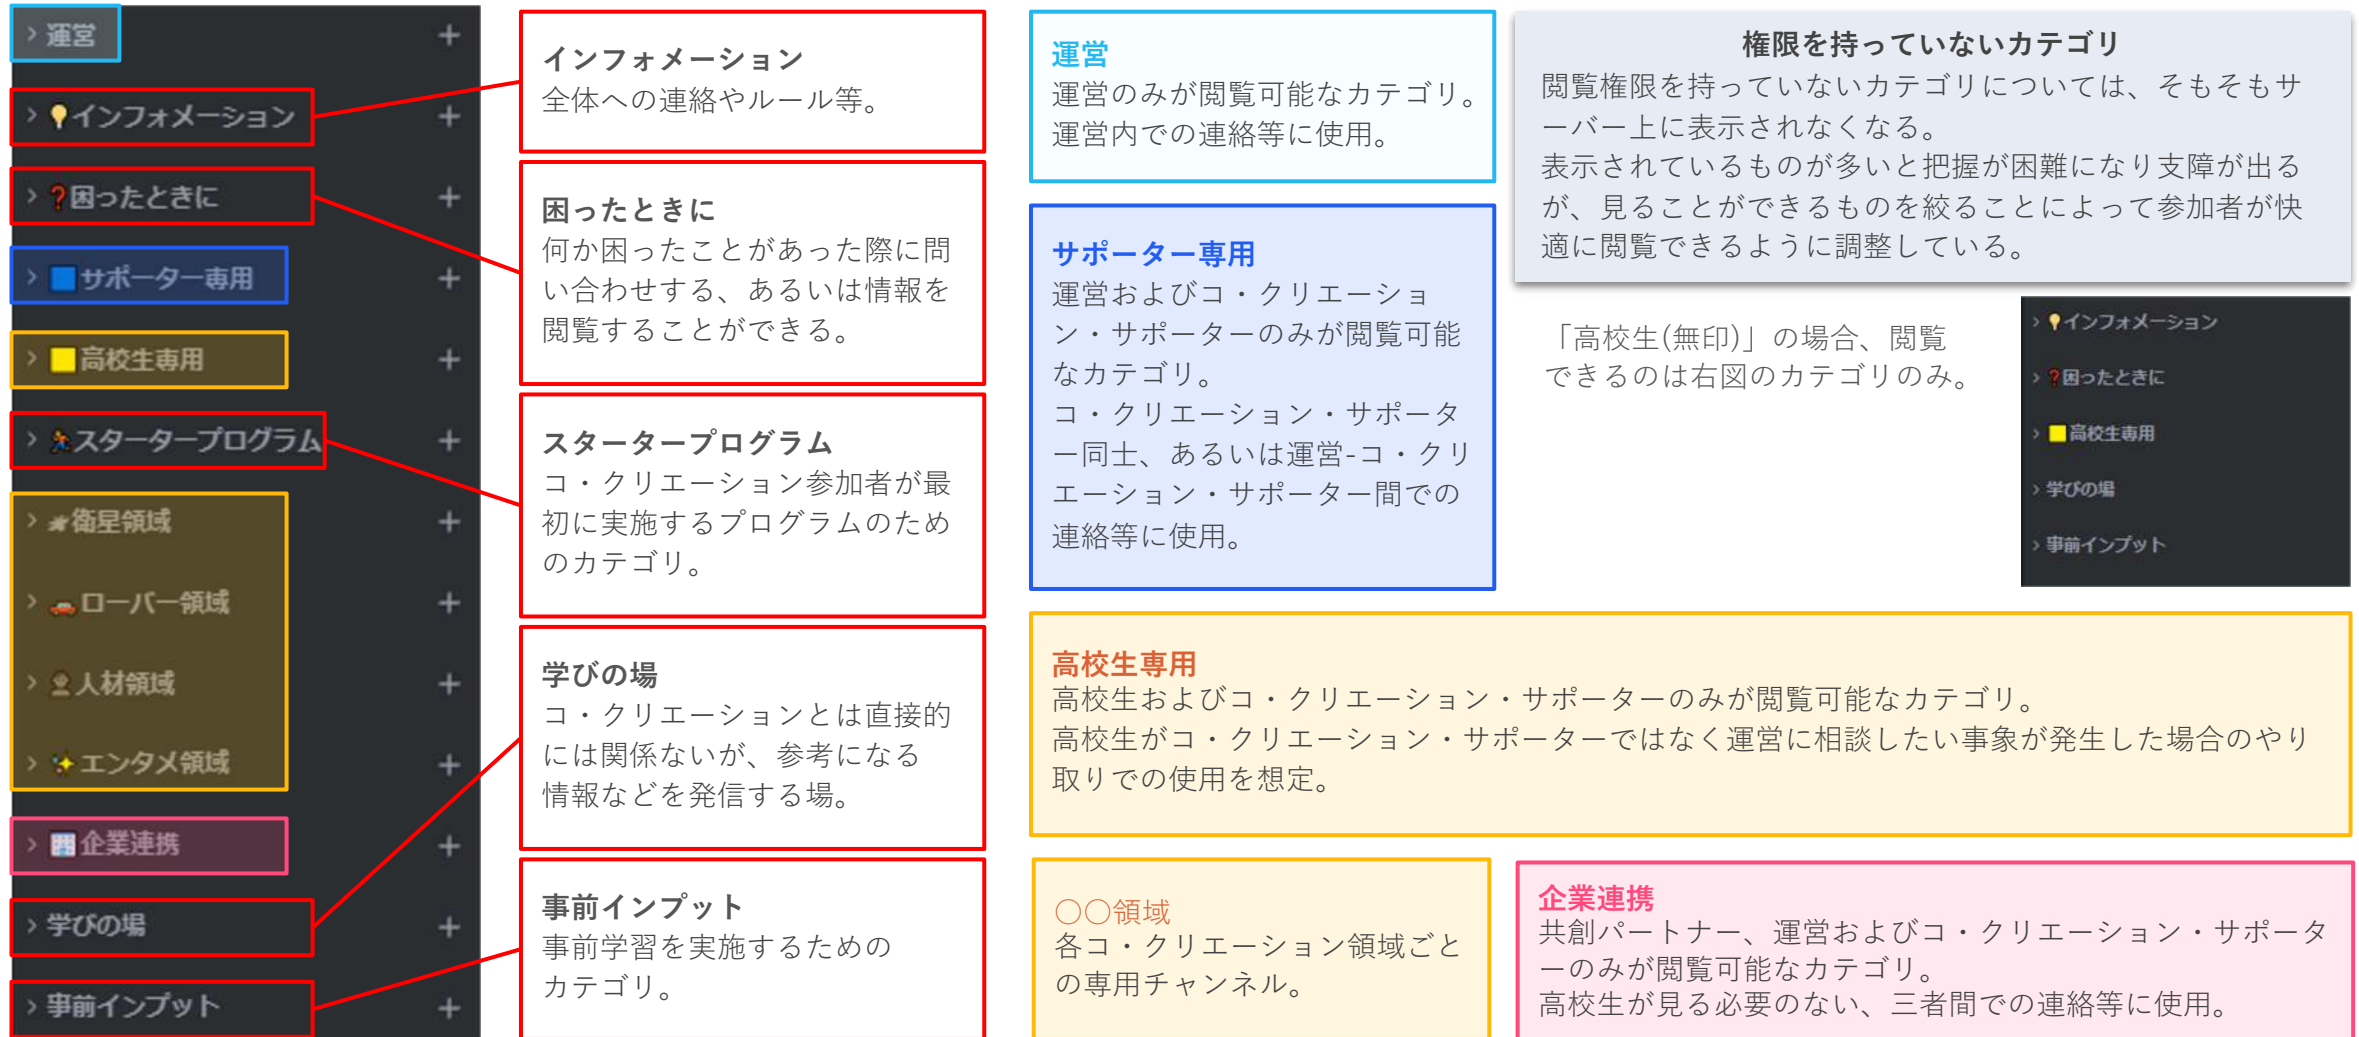 運営
💡インフォメーション
❓困ったときに
🟦サポーター専用
🟨高校生専用
🏃スタータープログラム
🛰衛星領域
🚗ローバー領域
人材領域
✨エンタメ領域
🏢企業連携
学びの場
事前インプット
インフォメーション
全体への連絡やルール等。
困ったときに
何か困ったことがあった際に問
い合わせする、あるいは情報を
閲覧することができる。
スタータープログラム
コ・クリエーション参加者が最
初に実施するプログラムのため
のカテゴリ。
学びの場
コ・クリエーションとは直接的
には関係ないが、参考になる
情報などを発信する場。
事前インプット
事前学習を実施するための
カテゴリ。
運営
運営のみが閲覧可能なカテゴリ。
運営内での連絡等に使用。
サポーター専用
運営およびコ・クリエーショ
ン・サポーターのみが閲覧可能
なカテゴリ。
コ・クリエーション・サポータ
ー同士、あるいは運営-コ・クリ
エーション・サポーター間での
連絡等に使用。
権限を持っていないカテゴリ
閲覧権限を持っていないカテゴリについては、そもそもサ
ーバー上に表示されなくなる。
表示されているものが多いと把握が困難になり支障が出る
が、見ることができるものを絞ることによって参加者が快
適に閲覧できるように調整している。
「高校生(無印)」の場合、閲覧
できるのは右図のカテゴリのみ。
💡インフォメーション
❓困ったときに
🟨高校生専用
学びの場
事前インプット
高校生専用
高校生およびコ・クリエーション・サポーターのみが閲覧可能なカテゴリ。
高校生がコ・クリエーション・サポーターではなく運営に相談したい事象が発生した場合のやり
取りでの使用を想定。
〇〇領域
各コ・クリエーション領域ごと
の専用チャンネル。
企業連携
共創パートナー、運営およびコ・クリエーション・サポータ
ーのみが閲覧可能なカテゴリ。
高校生が見る必要のない、三者間での連絡等に使用。